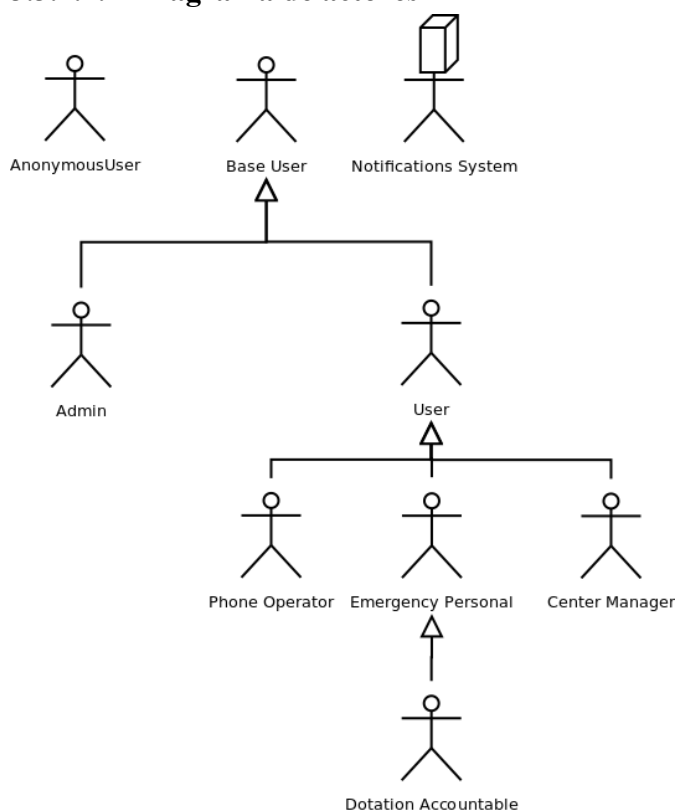 AnonymousUser
Base User
Notifications System
Admin
User
Phone Operator
Emergency Personal
Center Manager
Dotation Accountable